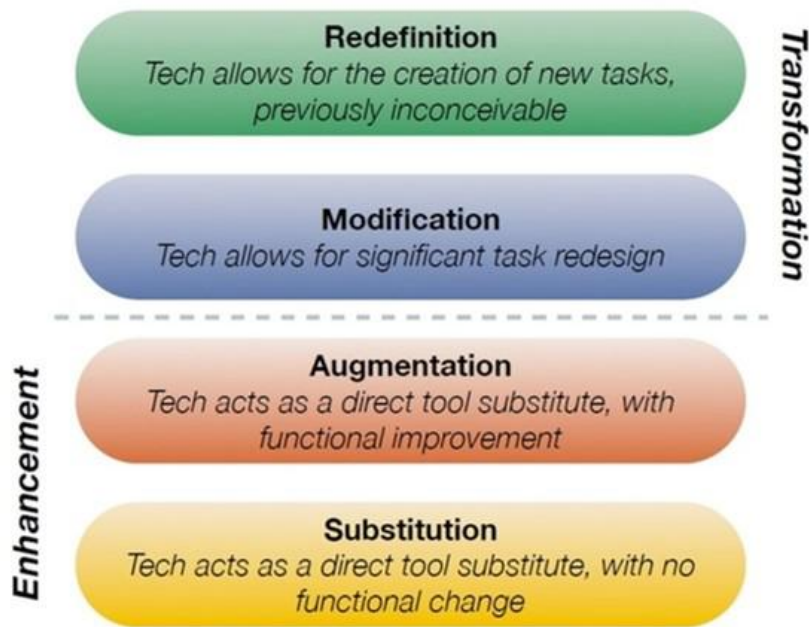 Redefinition
Tech allows for the creation of new tasks,
previously inconceivable
Modification
Tech allows for significant task redesign
Transformation
Augmentation
Tech acts as a direct tool substitute, with
functional improvement
Substitution
Tech acts as a direct tool substitute, with no
functional change
Enhancement